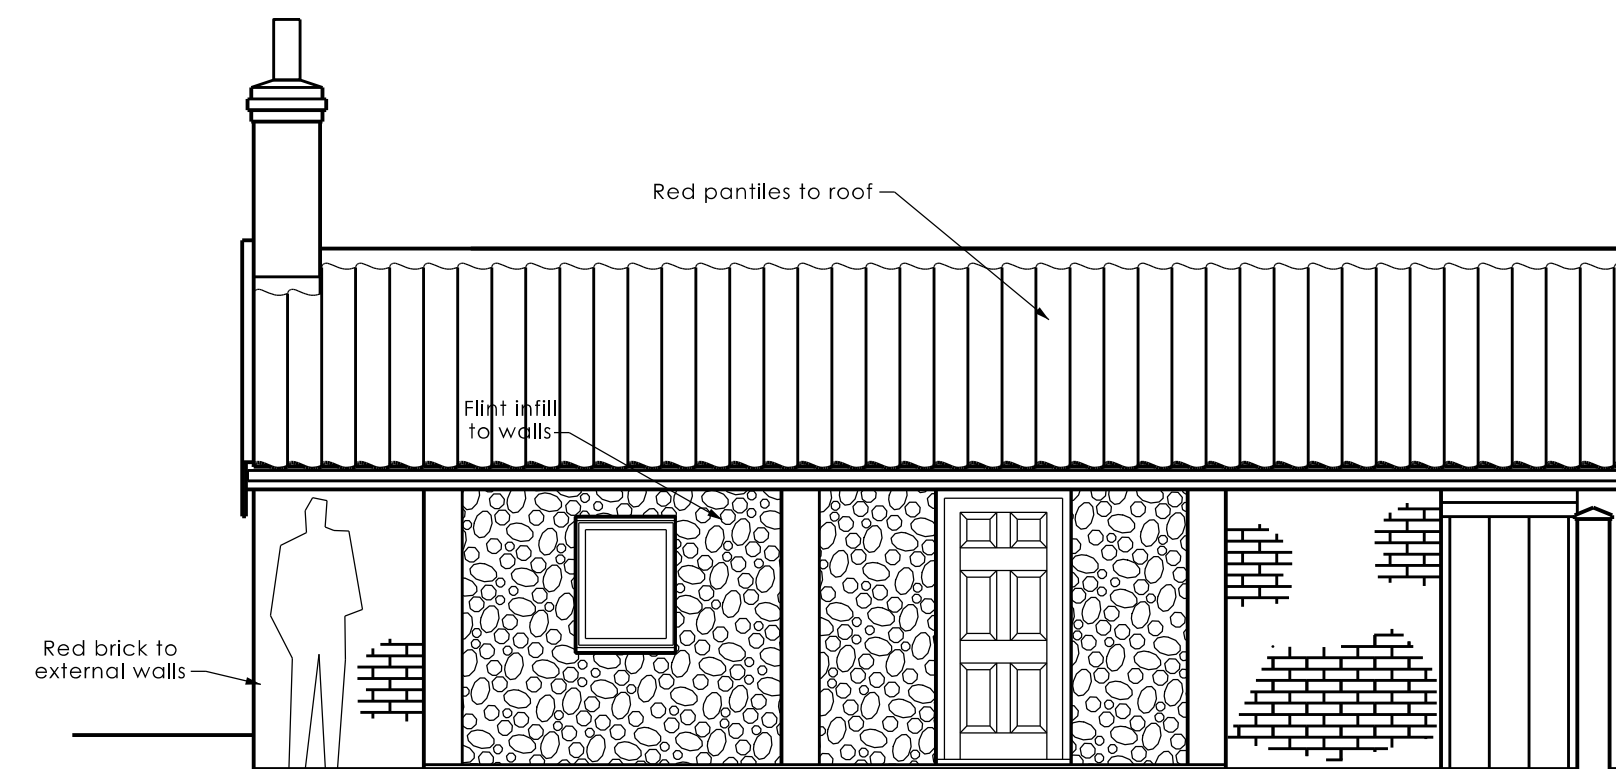 Red pantiles to roof
Flint infill
to walls
Red brick to
external walls